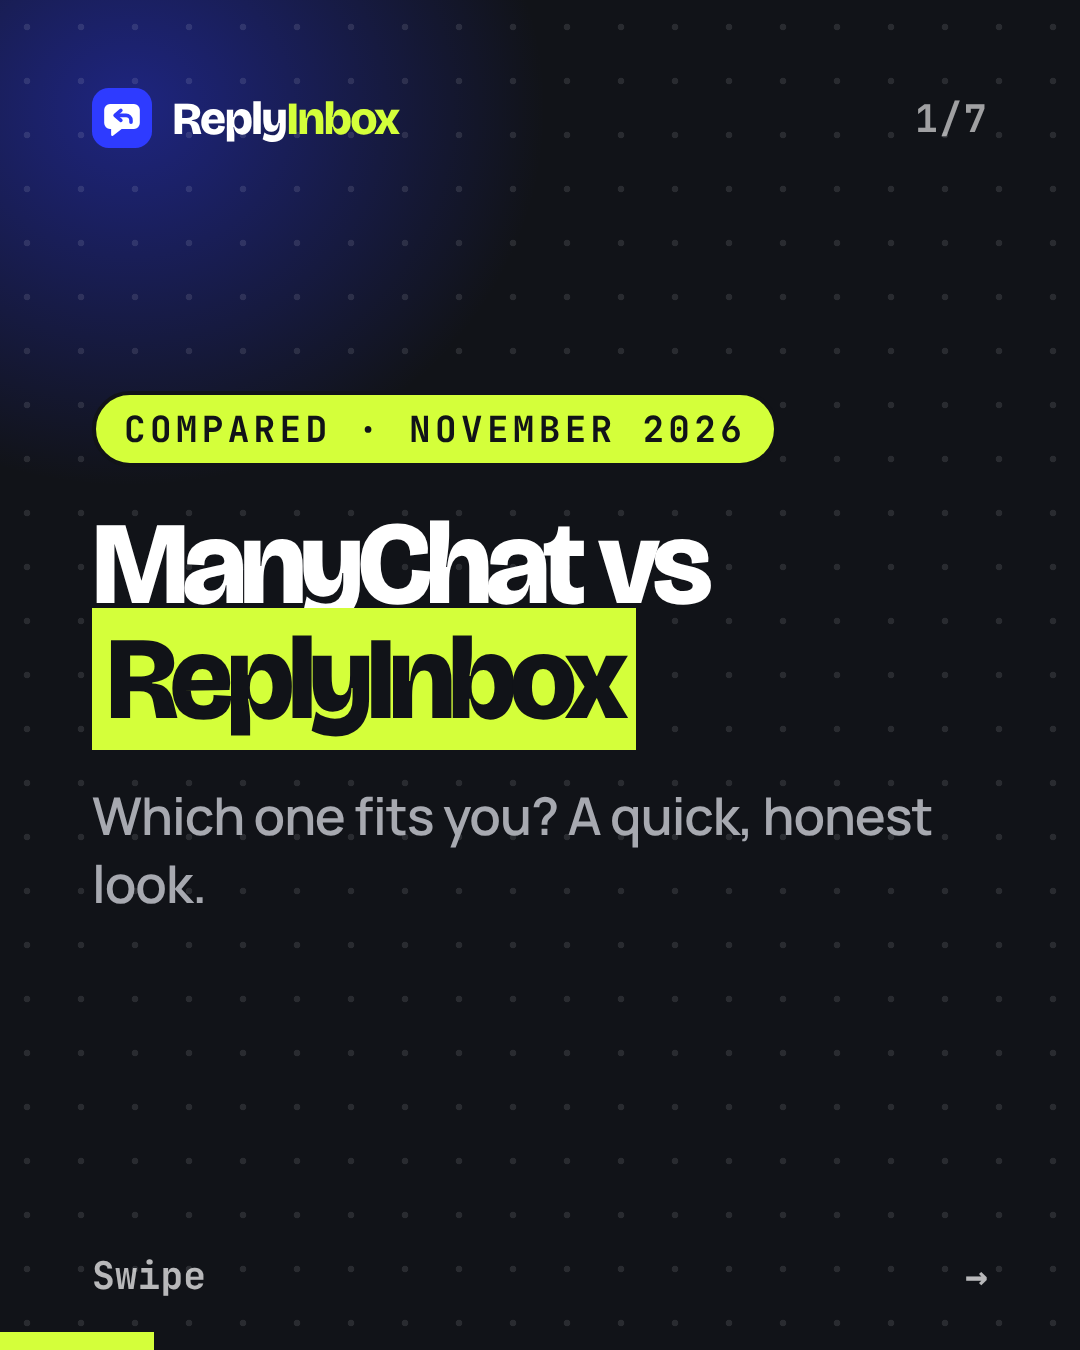 ReplyInbox
1/7
COMPARED · NOVEMBER 2026
ManyChat vs
ReplyInbox
Which one fits you? A quick, honest
look.
Swipe →